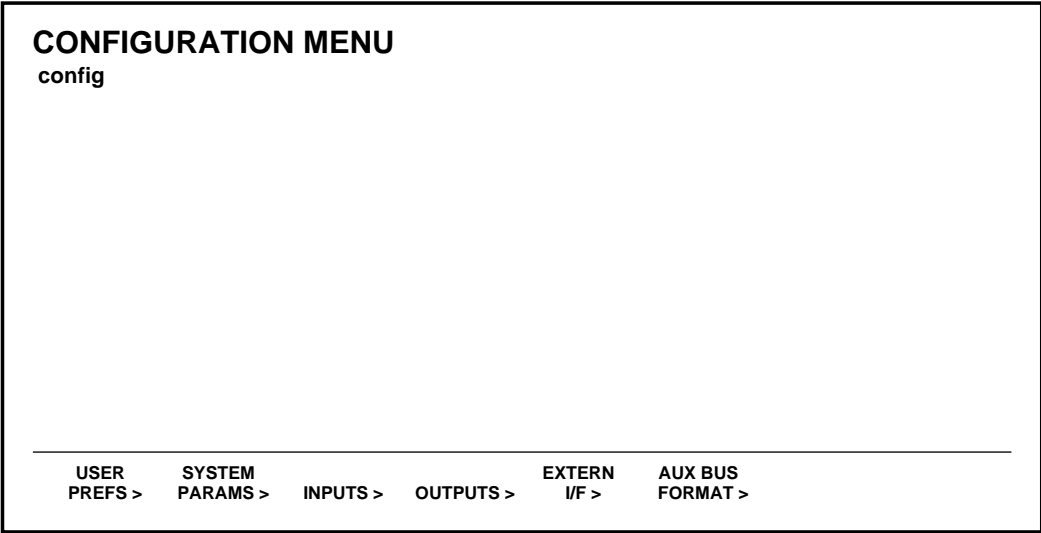 CONFIGURATION MENU
config
USER SYSTEM EXTERN AUX BUS
PREFS > PARAMS > INPUTS > OUTPUTS > I/F > FORMAT >